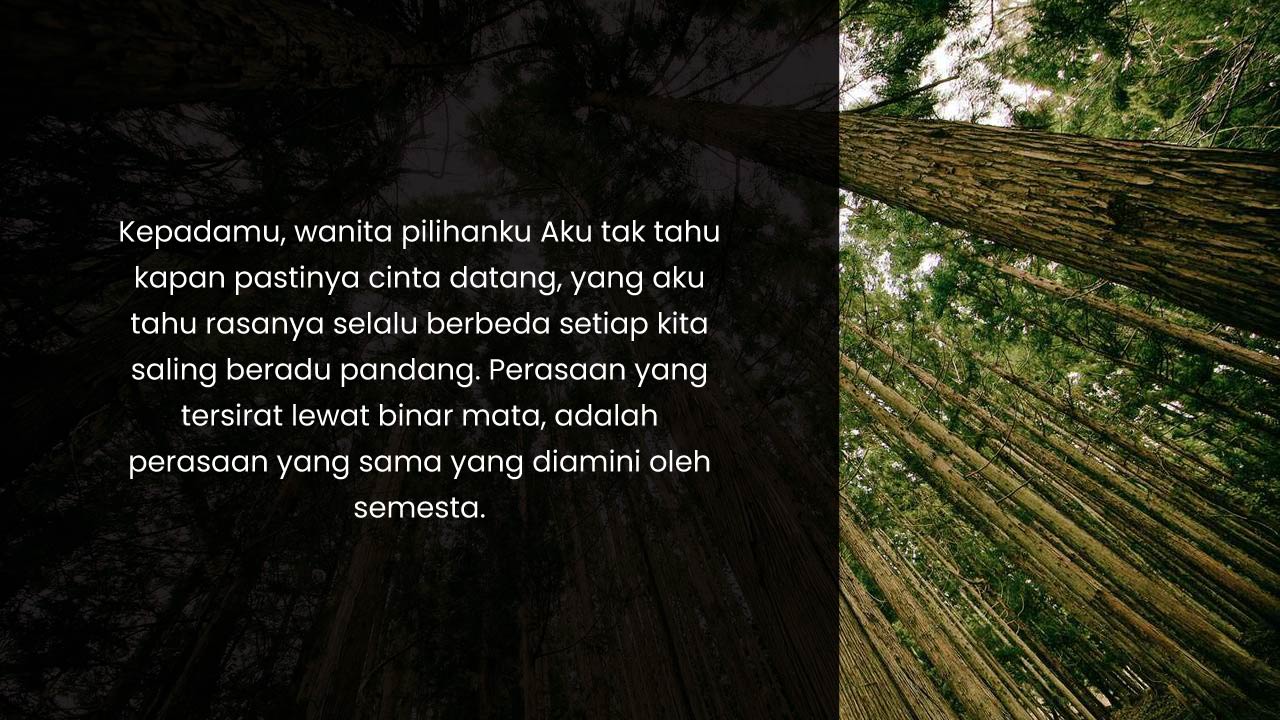 Kepadamu, wanita pilihanku Aku tak tahu
kapan pastinya cinta datang, yang aku
tahu rasanya selalu berbeda setiap kita
saling beradu pandang. Perasaan yang
tersirat lewat binar mata, adalah
perasaan yang sama yang diamini oleh
semesta.